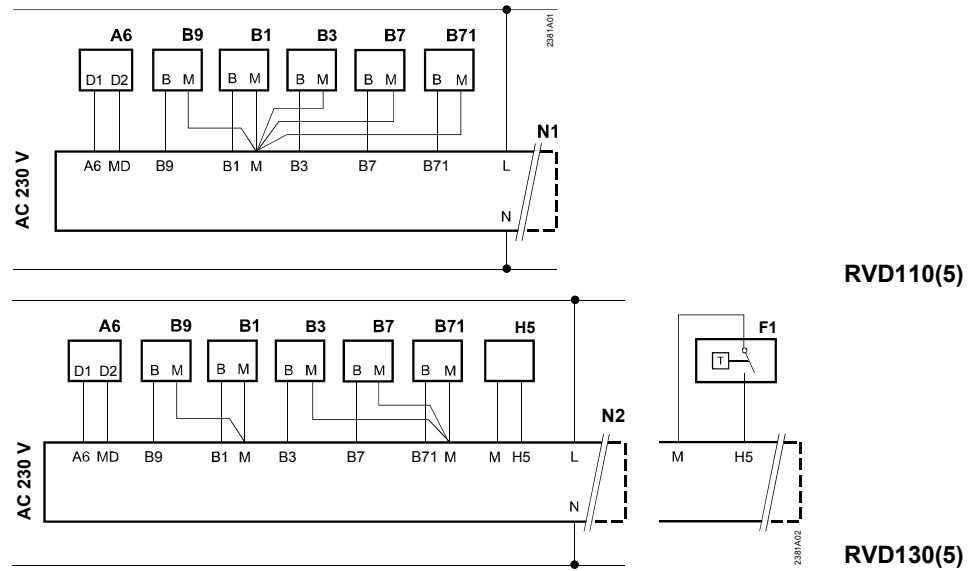 A6 B9 B1 B3 B7 B71
2381A01
D1 D2 B M B M B M B M B M
N1
A6 MD B9 B1 M B3 B7 B71 L
AC 230 V
N
RVD110(5)
A6 B9 B1 B3 B7 B71 H5 F1
T
D1 D2 B M B M B M B M B M
N2
A6 MD B9 B1 M B3 B7 B71 M M H5 L M H5
AC 230 V
N
2381A02
RVD130(5)